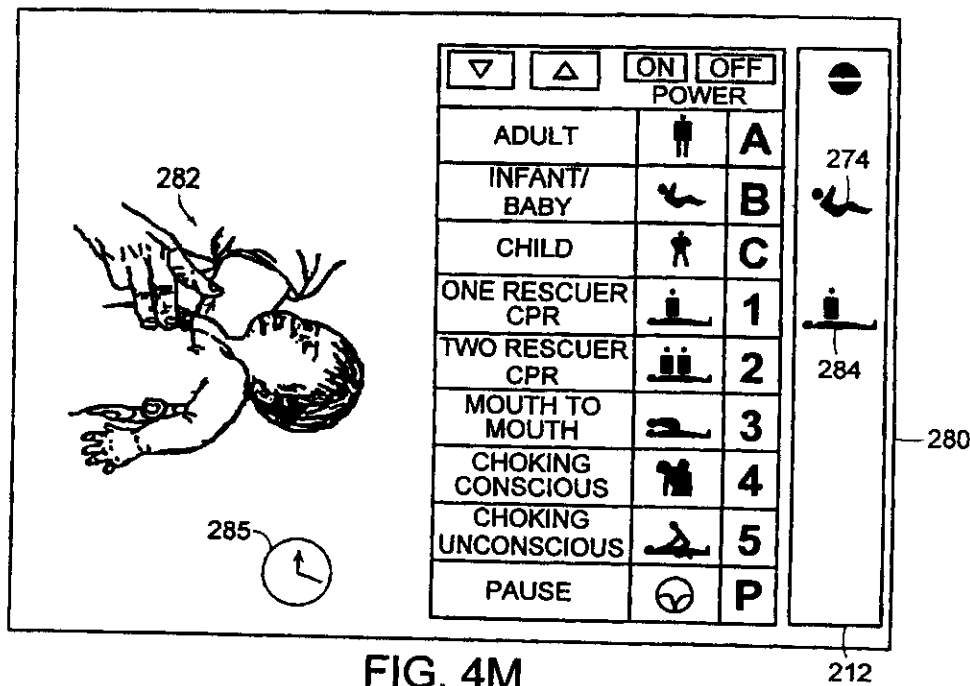 ON OFF
POWER
ADULT A
INFANT/
BABY B
CHILD C
ONE RESCUER
CPR 1
TWO RESCUER
CPR 2
MOUTH TO
MOUTH 3
CHOKING
CONSCIOUS 4
CHOKING
UNCONSCIOUS 5
PAUSE P
282
285
274
284
280
212
FIG. 4M